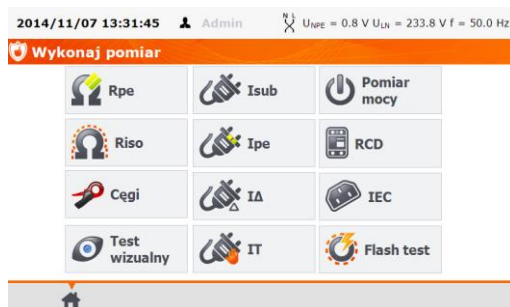 2014/11/07 13:31:45 Admin N L UNPE = 0.8 V ULN = 233.8 V f = 50.0 Hz
Wykonaj pomiar
Rpe Isub Pomiar mocy
Riso Ipe RCD
Cęgi IΔ IEC
Test wizualny IT Flash test